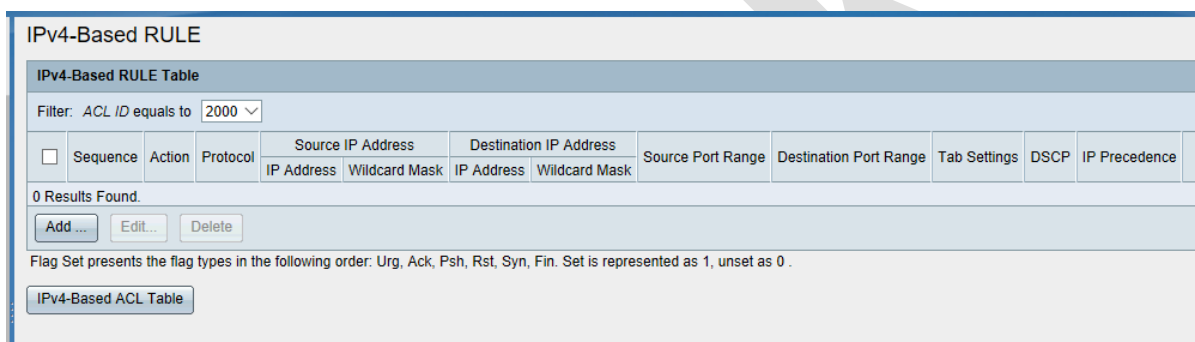 IPv4-Based RULE
IPv4-Based RULE Table
Filter: ACL ID equals to 2000
Sequence Action Protocol Source IP Address Destination IP Address Source Port Range Destination Port Range Tab Settings DSCP IP Precedence
IP Address Wildcard Mask IP Address Wildcard Mask
0 Results Found.
Add ... Edit... Delete
Flag Set presents the flag types in the following order: Urg, Ack, Psh, Rst, Syn, Fin. Set is represented as 1, unset as 0 .
IPv4-Based ACL Table